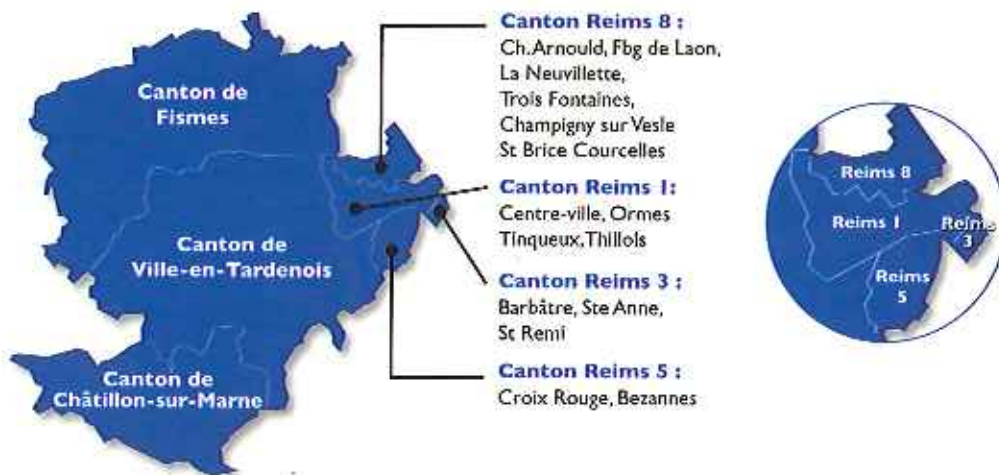 Canton de
Fismes
Canton de
Ville-en-Tardenois
Canton de
Châtillon-sur-Marne
Canton Reims 8 :
Ch.Arnould, Fbg de Laon,
La Neuvillette,
Trois Fontaines,
Champigny sur Vesle
St Brice Courcelles
Canton Reims 1:
Centre-ville, Ormes
Tinqueux, Thillois
Canton Reims 3 :
Barbâtre, Ste Anne,
St Remi
Canton Reims 5 :
Croix Rouge, Bezannes
Reims 8
Reims 1
Reims
3
Reims
5